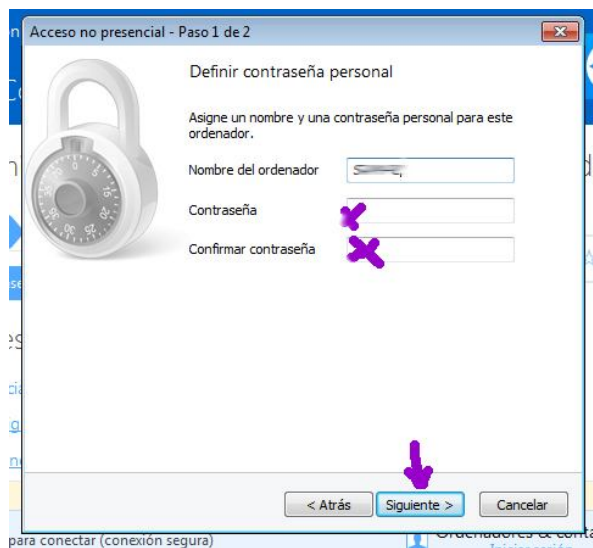 Acceso no presencial - Paso 1 de 2
Definir contraseña personal
Asigne un nombre y una contraseña personal para este
ordenador.
Nombre del ordenador
Contraseña
Confirmar contraseña
< Atrás Siguiente > Cancelar
para conectar (conexión segura)